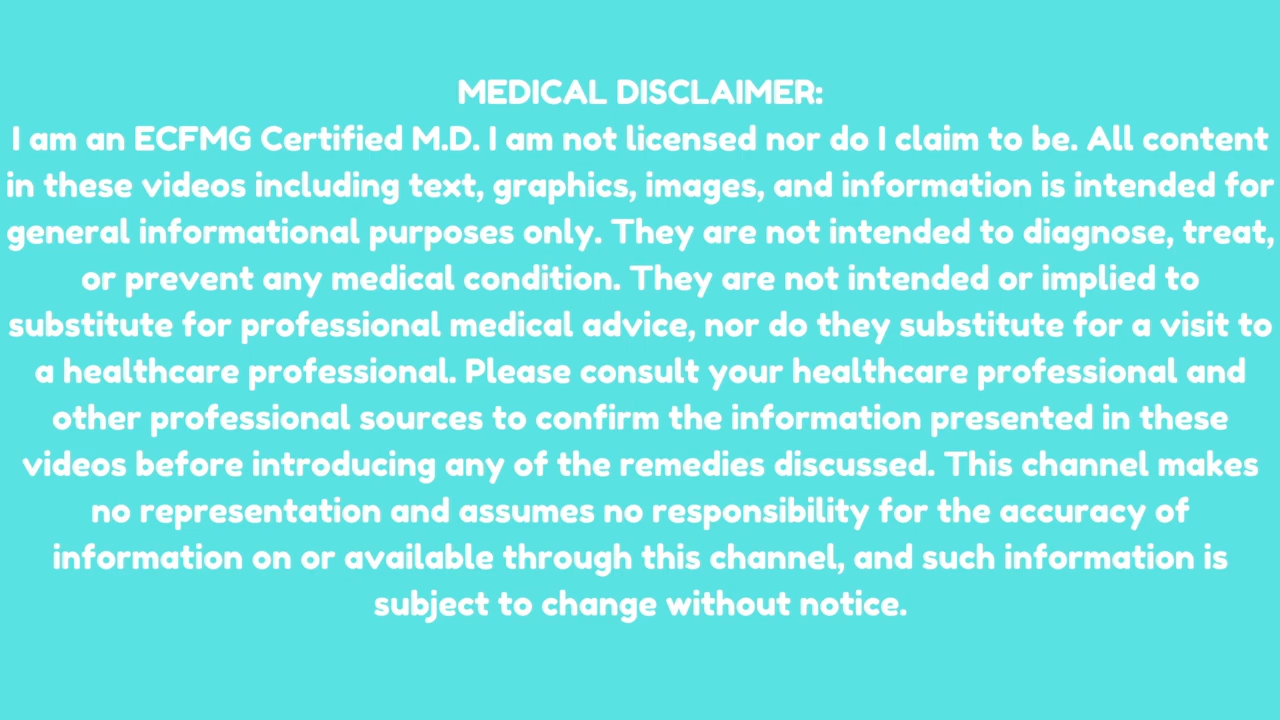 MEDICAL DISCLAIMER:
I am an ECFMG Certified M.D. I am not licensed nor do I claim to be. All content
in these videos including text, graphics, images, and information is intended for
general informational purposes only. They are not intended to diagnose, treat,
or prevent any medical condition. They are not intended or implied to
substitute for professional medical advice, nor do they substitute for a visit to
a healthcare professional. Please consult your healthcare professional and
other professional sources to confirm the information presented in these
videos before introducing any of the remedies discussed. This channel makes
no representation and assumes no responsibility for the accuracy of
information on or available through this channel, and such information is
subject to change without notice.